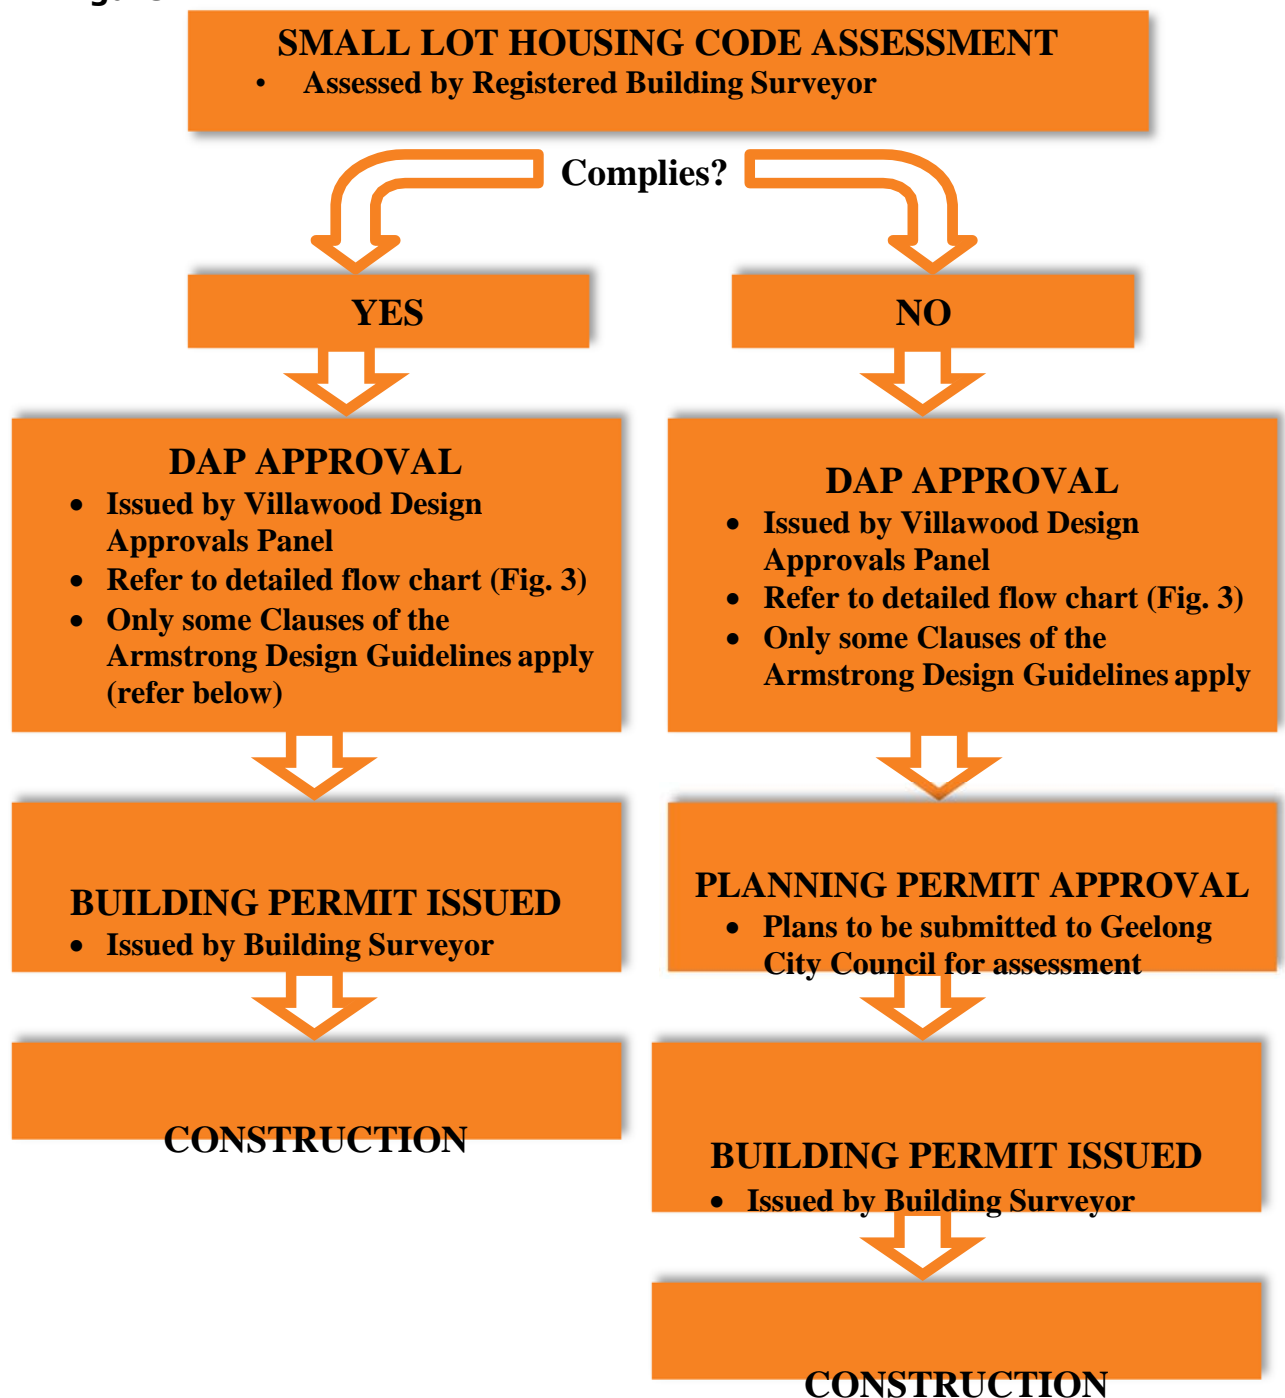 SMALL LOT HOUSING CODE ASSESSMENT
• Assessed by Registered Building Surveyor
Complies?
YES
NO
DAP APPROVAL
• Issued by Villawood Design
Approvals Panel
• Refer to detailed flow chart (Fig. 3)
• Only some Clauses of the
Armstrong Design Guidelines apply
(refer below)
DAP APPROVAL
• Issued by Villawood Design
Approvals Panel
• Refer to detailed flow chart (Fig. 3)
• Only some Clauses of the
Armstrong Design Guidelines apply
BUILDING PERMIT ISSUED
• Issued by Building Surveyor
PLANNING PERMIT APPROVAL
• Plans to be submitted to Geelong
City Council for assessment
CONSTRUCTION
BUILDING PERMIT ISSUED
• Issued by Building Surveyor
CONSTRUCTION